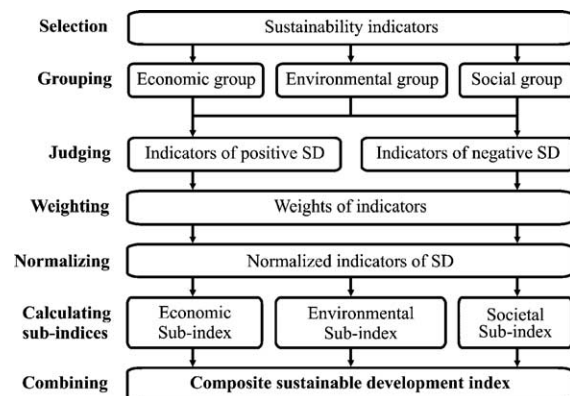 Selection Sustainability indicators
Grouping Economic group Environmental group Social group
Judging Indicators of positive SD Indicators of negative SD
Weighting Weights of indicators
Normalizing Normalized indicators of SD
Calculating Economic Environmental Societal
sub-indices Sub-index Sub-index Sub-index
Combining Composite sustainable development index